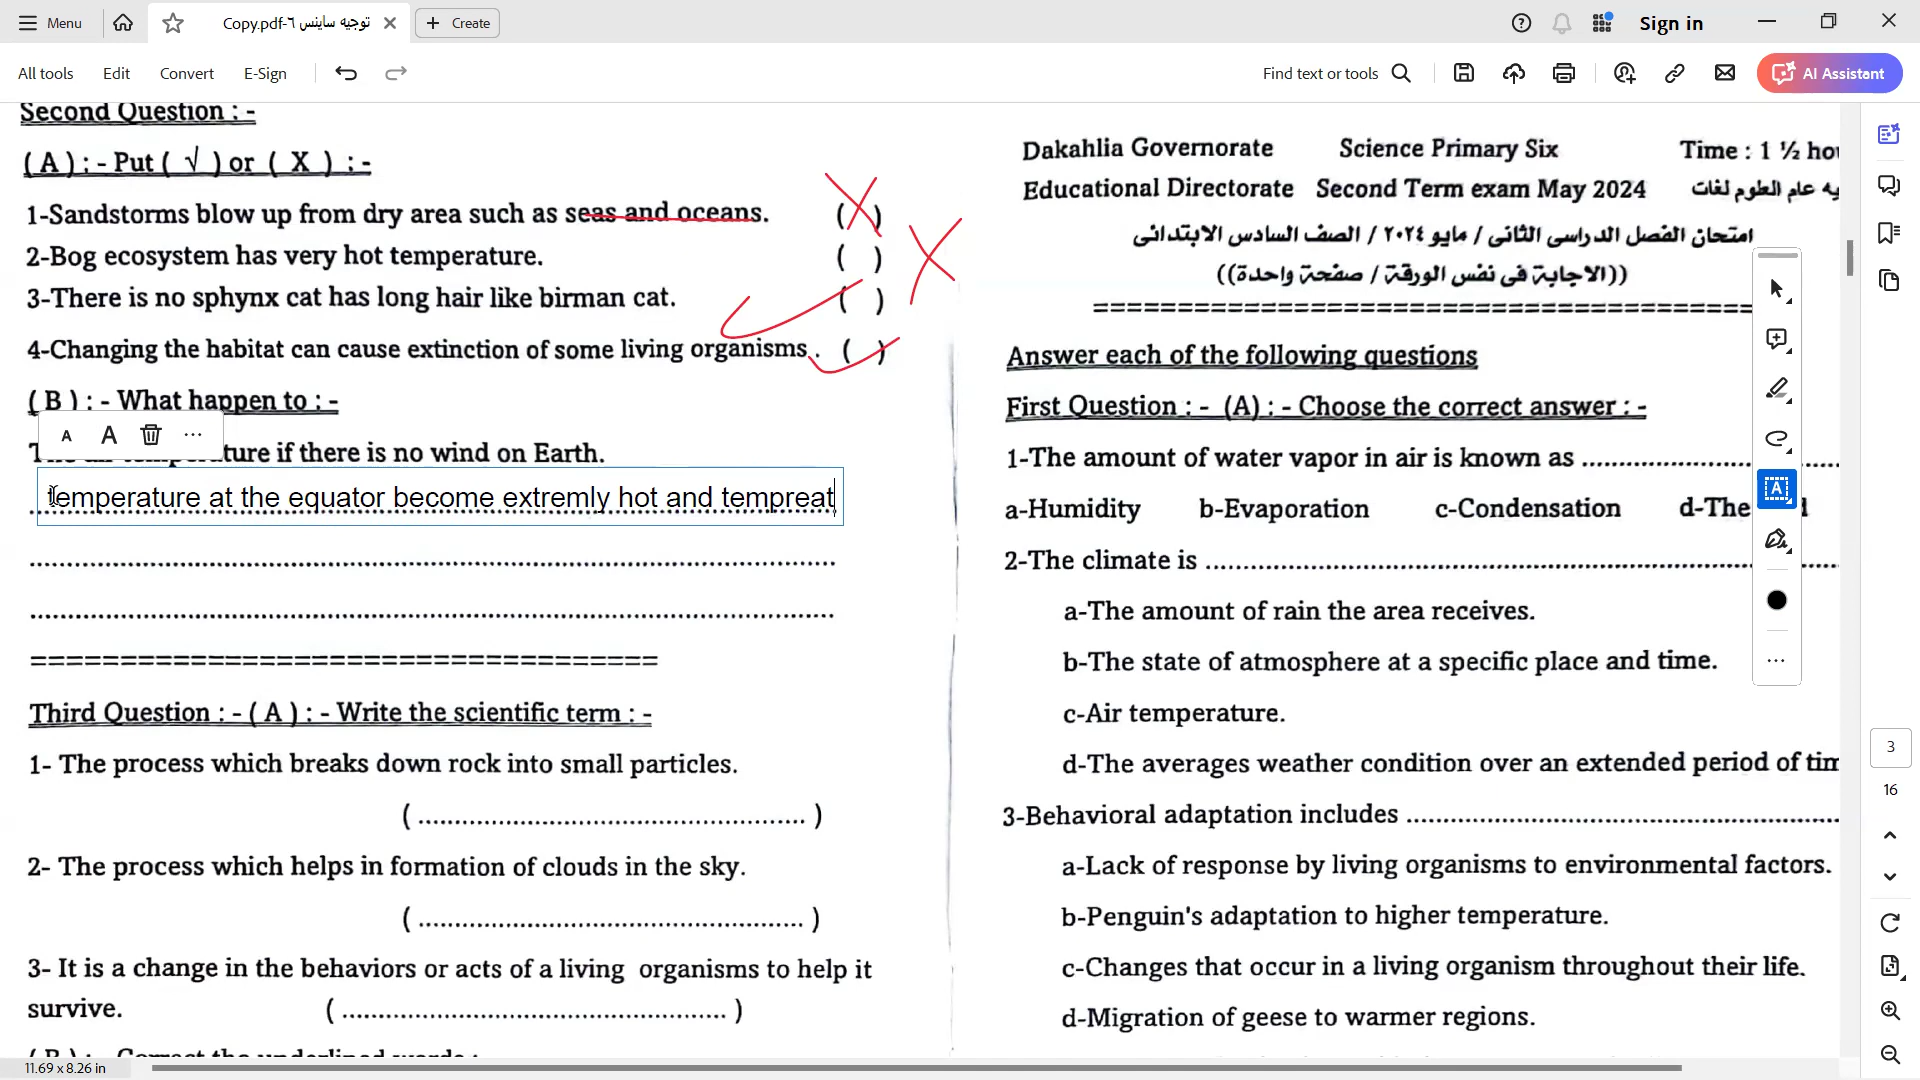 Menu
Copy.pdf-٦ توجيه ساينس
Create
Sign in
All tools
Edit
Convert
E-Sign
Find text or tools
AI Assistant
Second Question : -
( A ) : - Put ( √ ) or ( X ) : -
1-Sandstorms blow up from dry area such as seas and oceans. ( )
2-Bog ecosystem has very hot temperature. ( )
3-There is no sphynx cat has long hair like birman cat. ( )
4-Changing the habitat can cause extinction of some living organisms. ( )
( B ) : - What happen to : -
A A ...
ture if there is no wind on Earth.
temperature at the equator become extremly hot and tempreat
................................................................
................................................................
===================================
Third Question : - ( A ) : - Write the scientific term : -
1- The process which breaks down rock into small particles.
( .................................................... )
2- The process which helps in formation of clouds in the sky.
( .................................................... )
3- It is a change in the behaviors or acts of a living organisms to help it
survive. ( .................................................... )
Dakahlia Governorate Science Primary Six Time : 1 ½ hou
Educational Directorate Second Term exam May 2024 يه عام العلوم لغات
امتحان الفصل الدراسى الثانى / مايو ٢٠٢٤ / الصف السادس الابتدائى
((الاجابة فى نفس الورقة / صفحة واحدة))
===========================================
Answer each of the following questions
First Question : - (A) : - Choose the correct answer : -
1-The amount of water vapor in air is known as ..................................
a-Humidity b-Evaporation c-Condensation d-The
2-The climate is ................................................................
a-The amount of rain the area receives.
b-The state of atmosphere at a specific place and time.
c-Air temperature.
d-The averages weather condition over an extended period of tim
3-Behavioral adaptation includes ................................................
a-Lack of response by living organisms to environmental factors.
b-Penguin's adaptation to higher temperature.
c-Changes that occur in a living organism throughout their life.
d-Migration of geese to warmer regions.
3
16
11.69 x 8.26 in